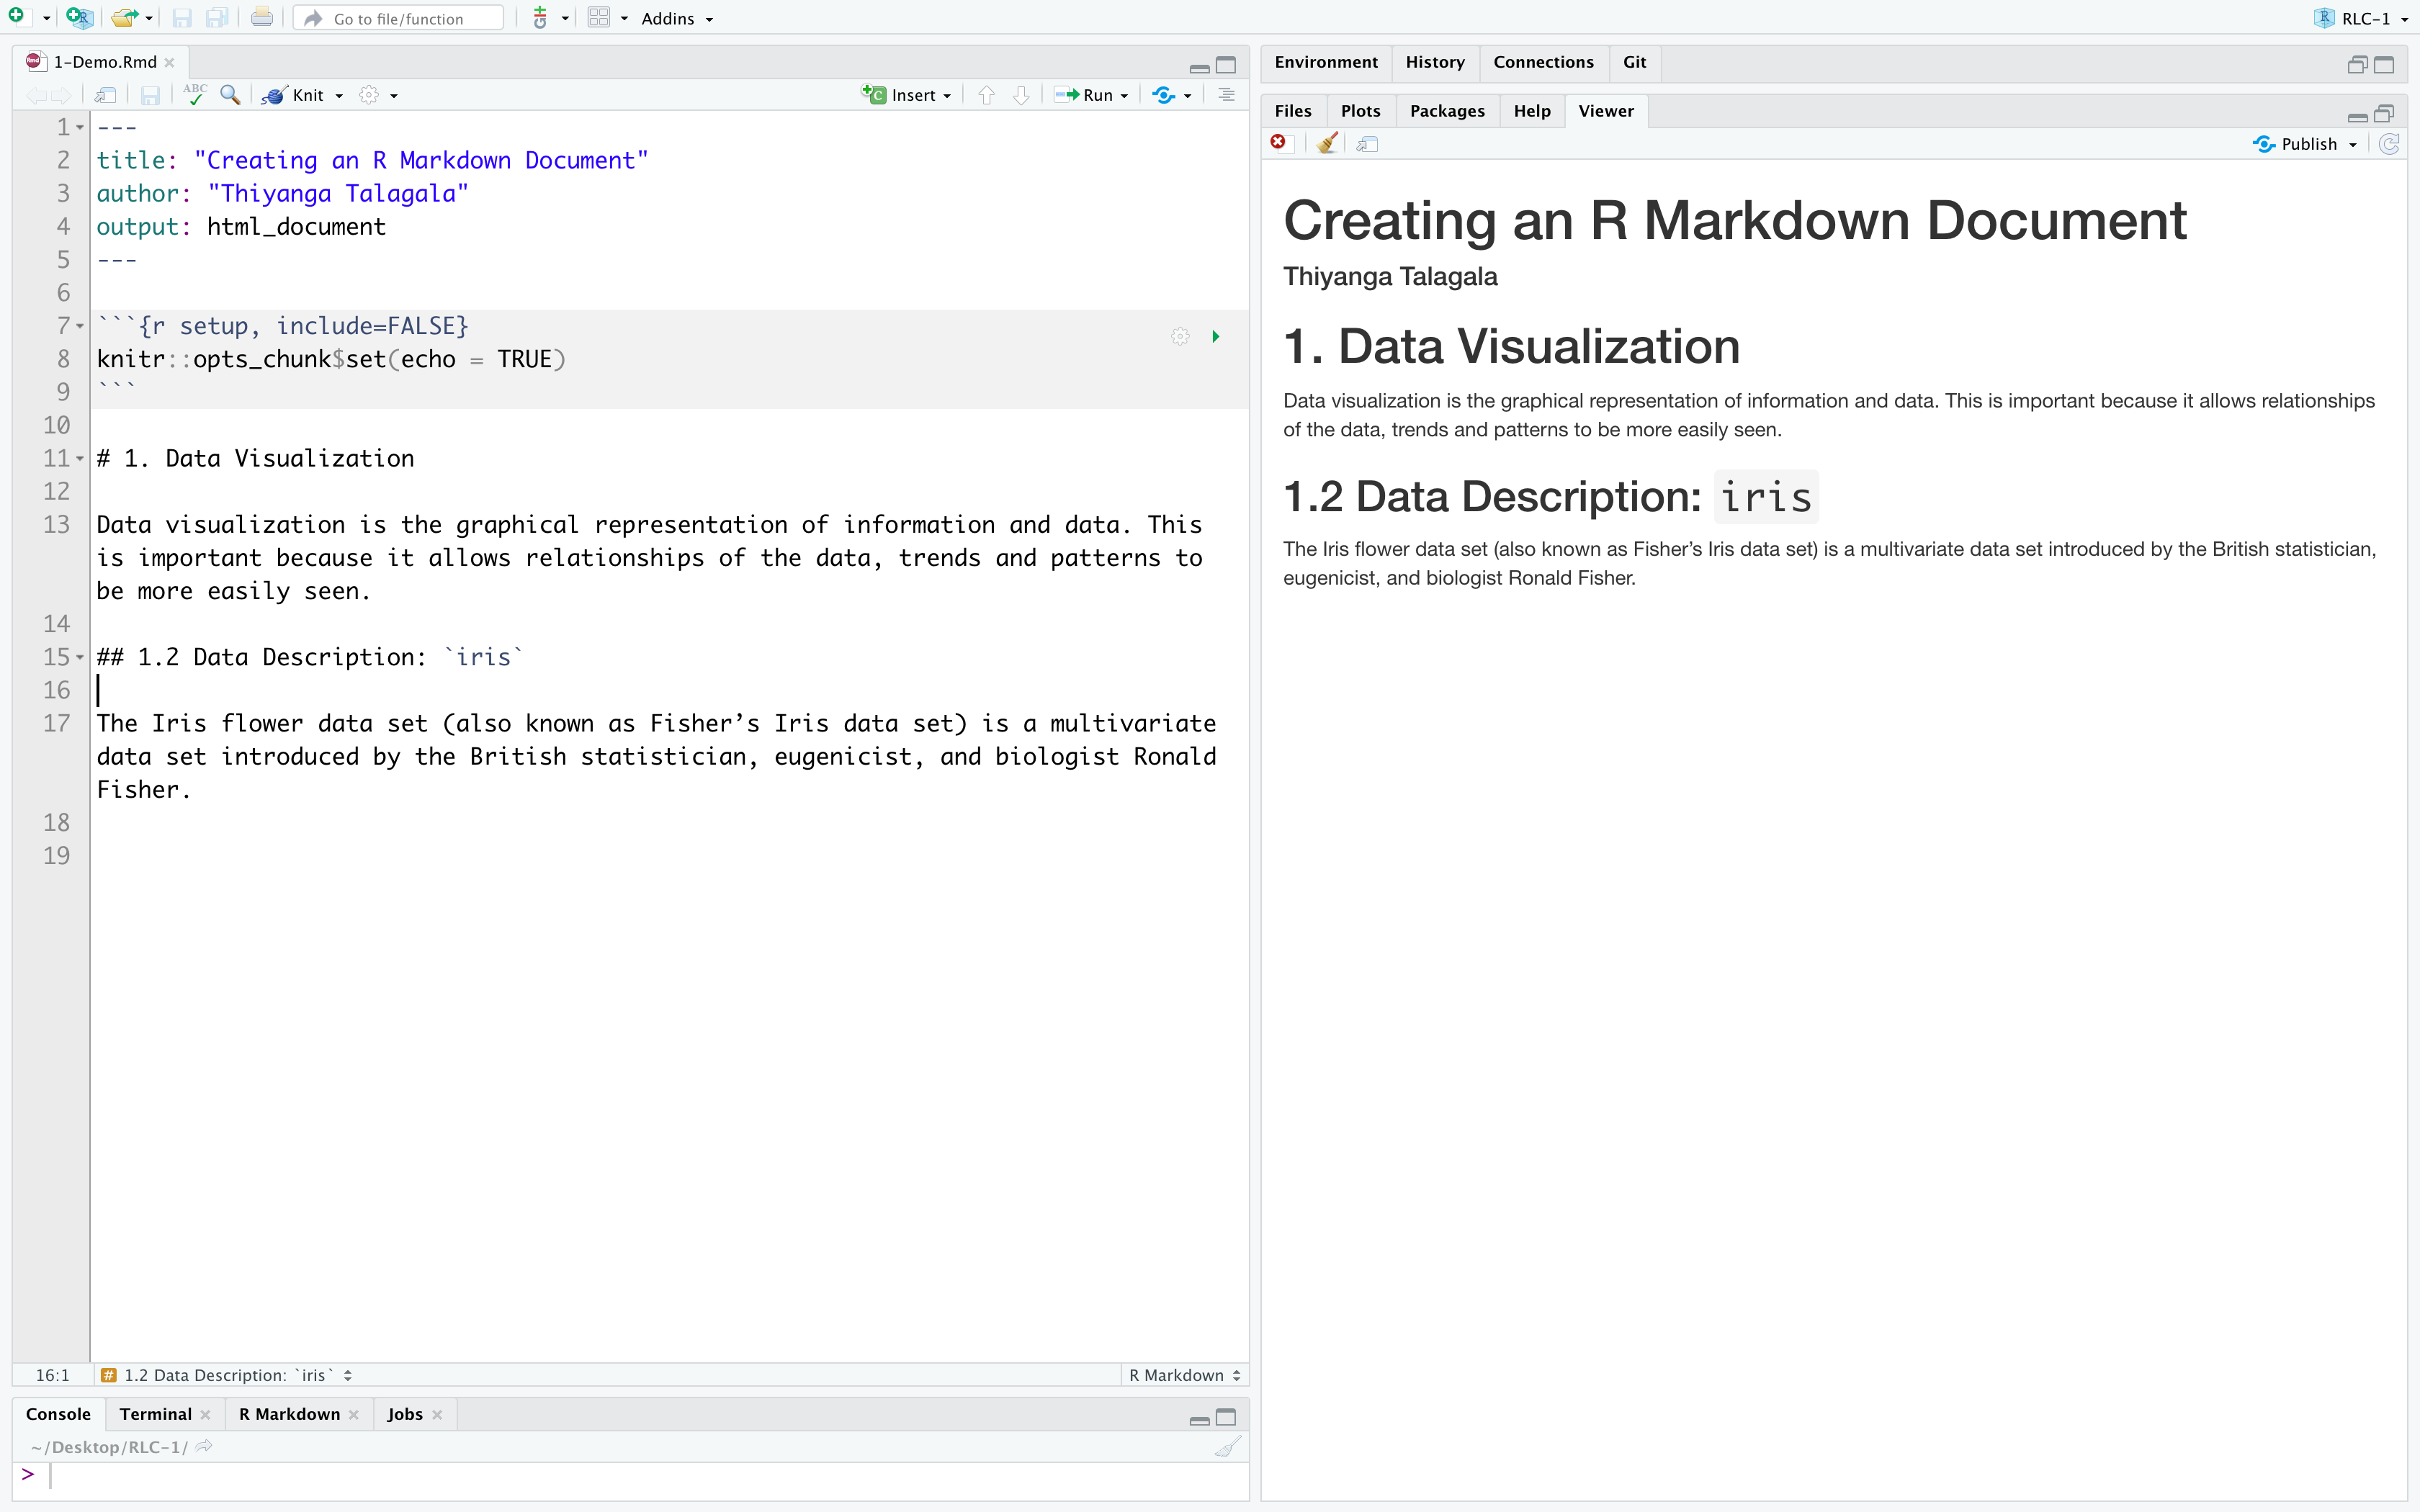 Go to file/function
Addins
RLC-1
1-Demo.Rmd
ABC
Knit
Insert
Run
1 ---
2 title: "Creating an R Markdown Document"
3 author: "Thiyanga Talagala"
4 output: html_document
5 ---
6
7 ```{r setup, include=FALSE}
8 knitr::opts_chunk$set(echo = TRUE)
9 ```
10
11 # 1. Data Visualization
12
13 Data visualization is the graphical representation of information and data. This
is important because it allows relationships of the data, trends and patterns to
be more easily seen.
14
15 ## 1.2 Data Description: `iris`
16
17 The Iris flower data set (also known as Fisher’s Iris data set) is a multivariate
data set introduced by the British statistician, eugenicist, and biologist Ronald
Fisher.
18
19
16:1 # 1.2 Data Description: `iris` R Markdown
Console Terminal R Markdown Jobs
~/Desktop/RLC-1/
>
Environment History Connections Git
Files Plots Packages Help Viewer
Publish
Creating an R Markdown Document
Thiyanga Talagala
1. Data Visualization
Data visualization is the graphical representation of information and data. This is important because it allows relationships
of the data, trends and patterns to be more easily seen.
1.2 Data Description: iris
The Iris flower data set (also known as Fisher’s Iris data set) is a multivariate data set introduced by the British statistician,
eugenicist, and biologist Ronald Fisher.